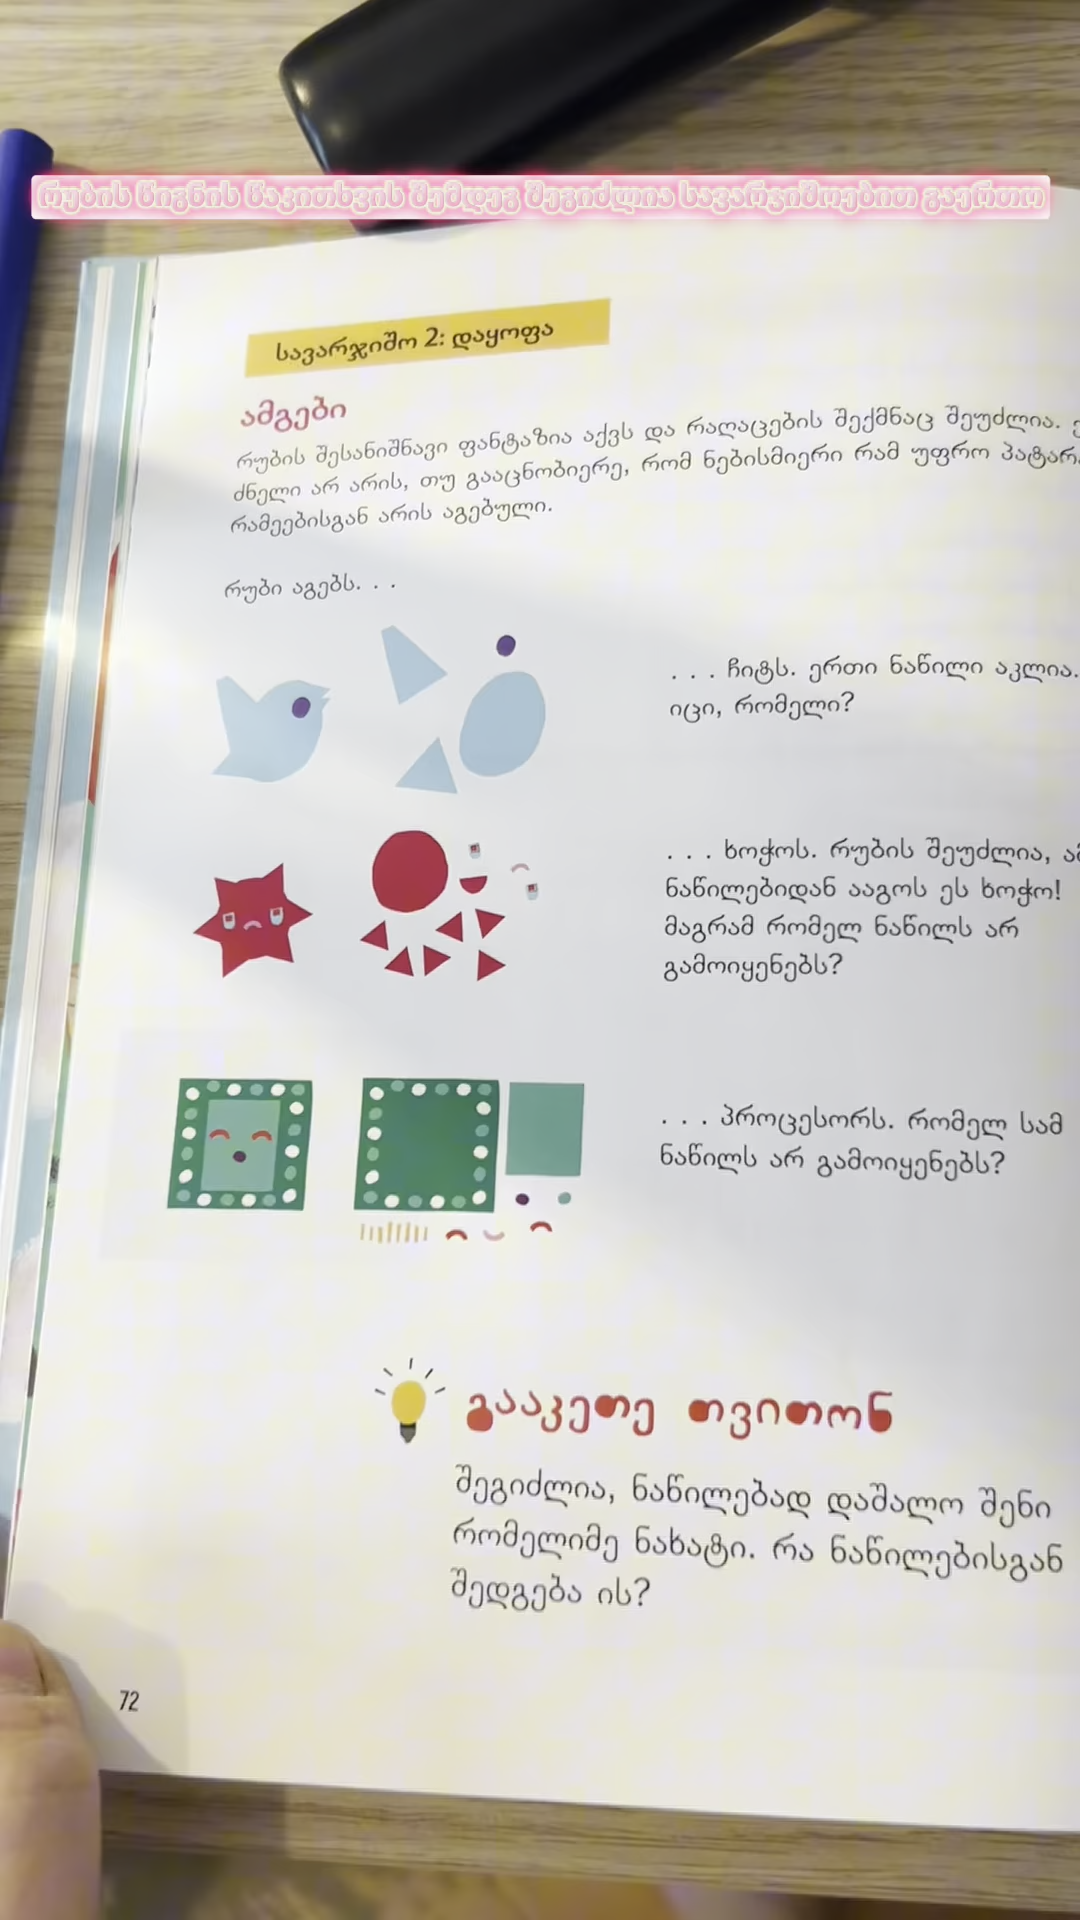 რუბის წიგნის წაკითხვის შემდეგ შეგიძლია სავარჯიშოებით გაერთო
სავარჯიშო 2: დაყოფა
ამგები
რუბის შესანიშნავი ფანტაზია აქვს და რაღაცების შექმნაც შეუძლია.
ძნელი არ არის, თუ გააცნობიერე, რომ ნებისმიერი რამ უფრო
რამეებისგან არის აგებული.
რუბი აგებს. . .
. . . ჩიტს. ერთი ნაწილი აკლია.
იცი, რომელი?
. . . ხოჭოს. რუბის შეუძლია,
ნაწილებიდან ააგოს ეს ხოჭო!
მაგრამ რომელ ნაწილს არ
გამოიყენებს?
. . . პროცესორს. რომელ სამ
ნაწილს არ გამოიყენებს?
გააკეთე თვითონ
შეგიძლია, ნაწილებად დაშალო შენი
რომელიმე ნახატი. რა ნაწილებისგან
შედგება ის?
72